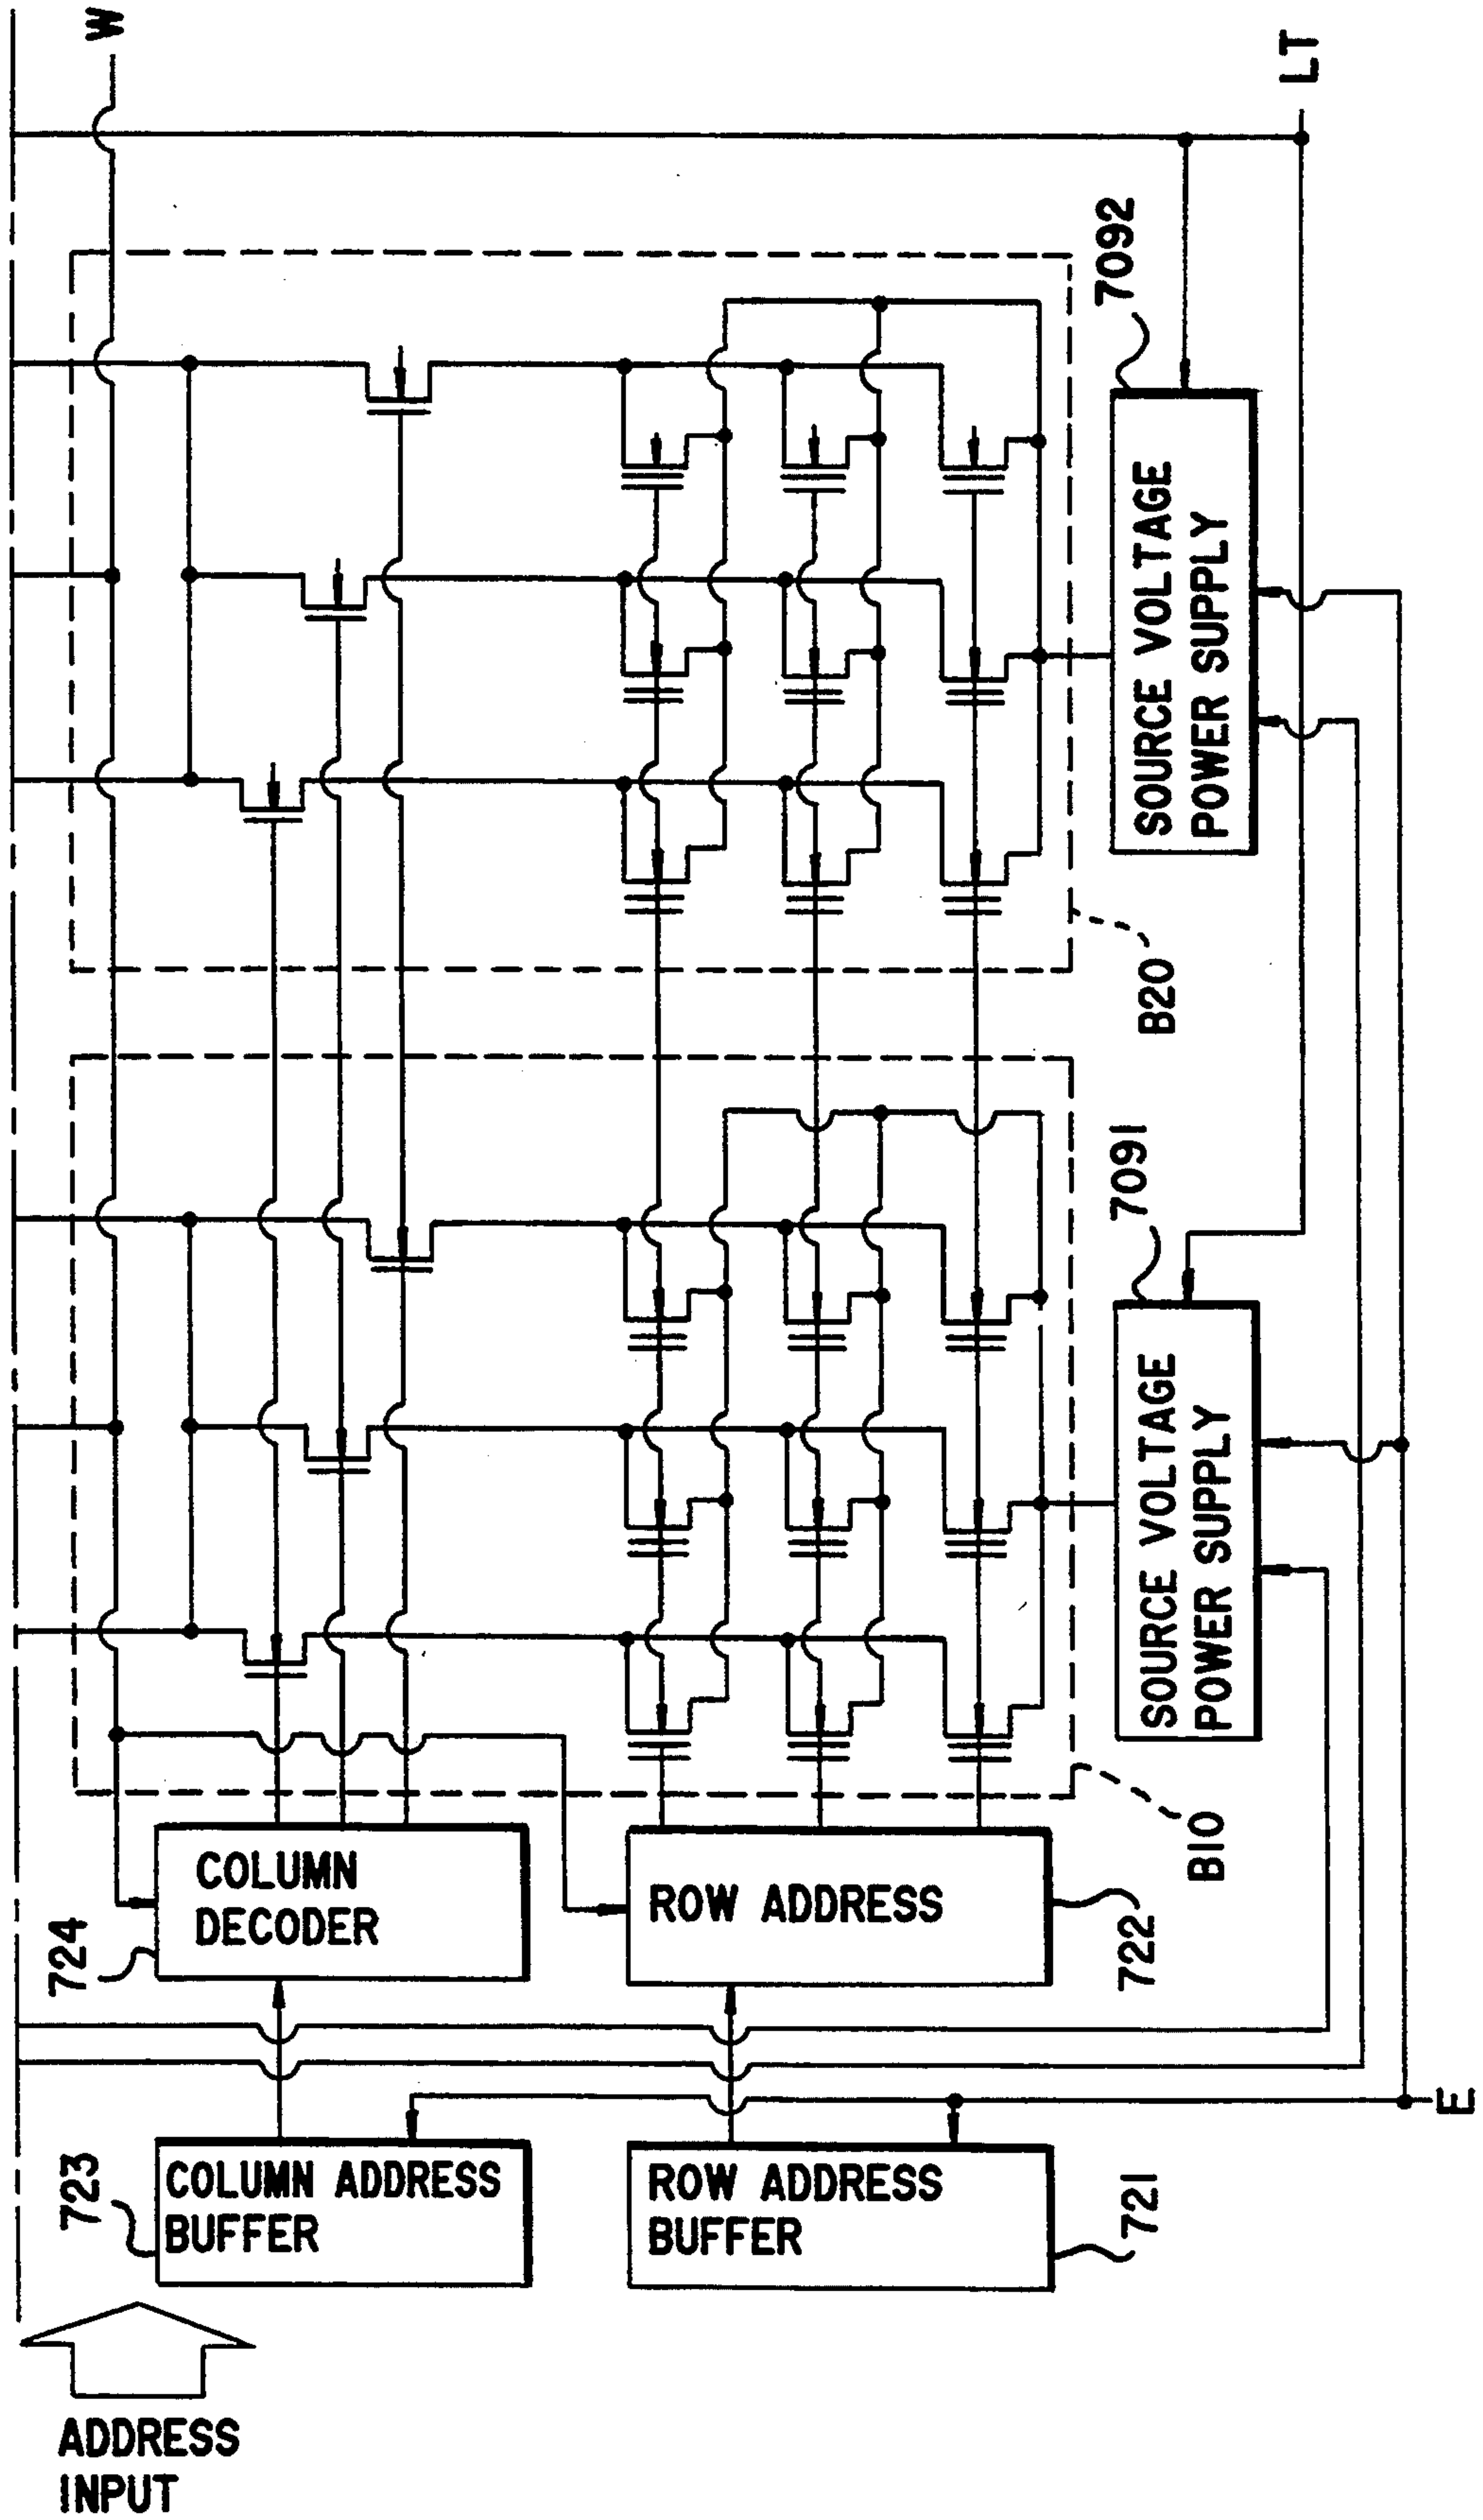 W
LT
7092
SOURCE VOLTAGE
POWER SUPPLY
B20
7091
SOURCE VOLTAGE
POWER SUPPLY
B10
724
COLUMN
DECODER
ROW ADDRESS
722
723
COLUMN ADDRESS
BUFFER
ROW ADDRESS
BUFFER
721
E
ADDRESS
INPUT